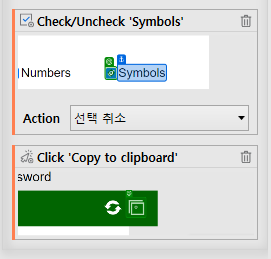 Check/Uncheck 'Symbols'
Numbers Symbols
Action 선택 취소
Click 'Copy to clipboard'
sword